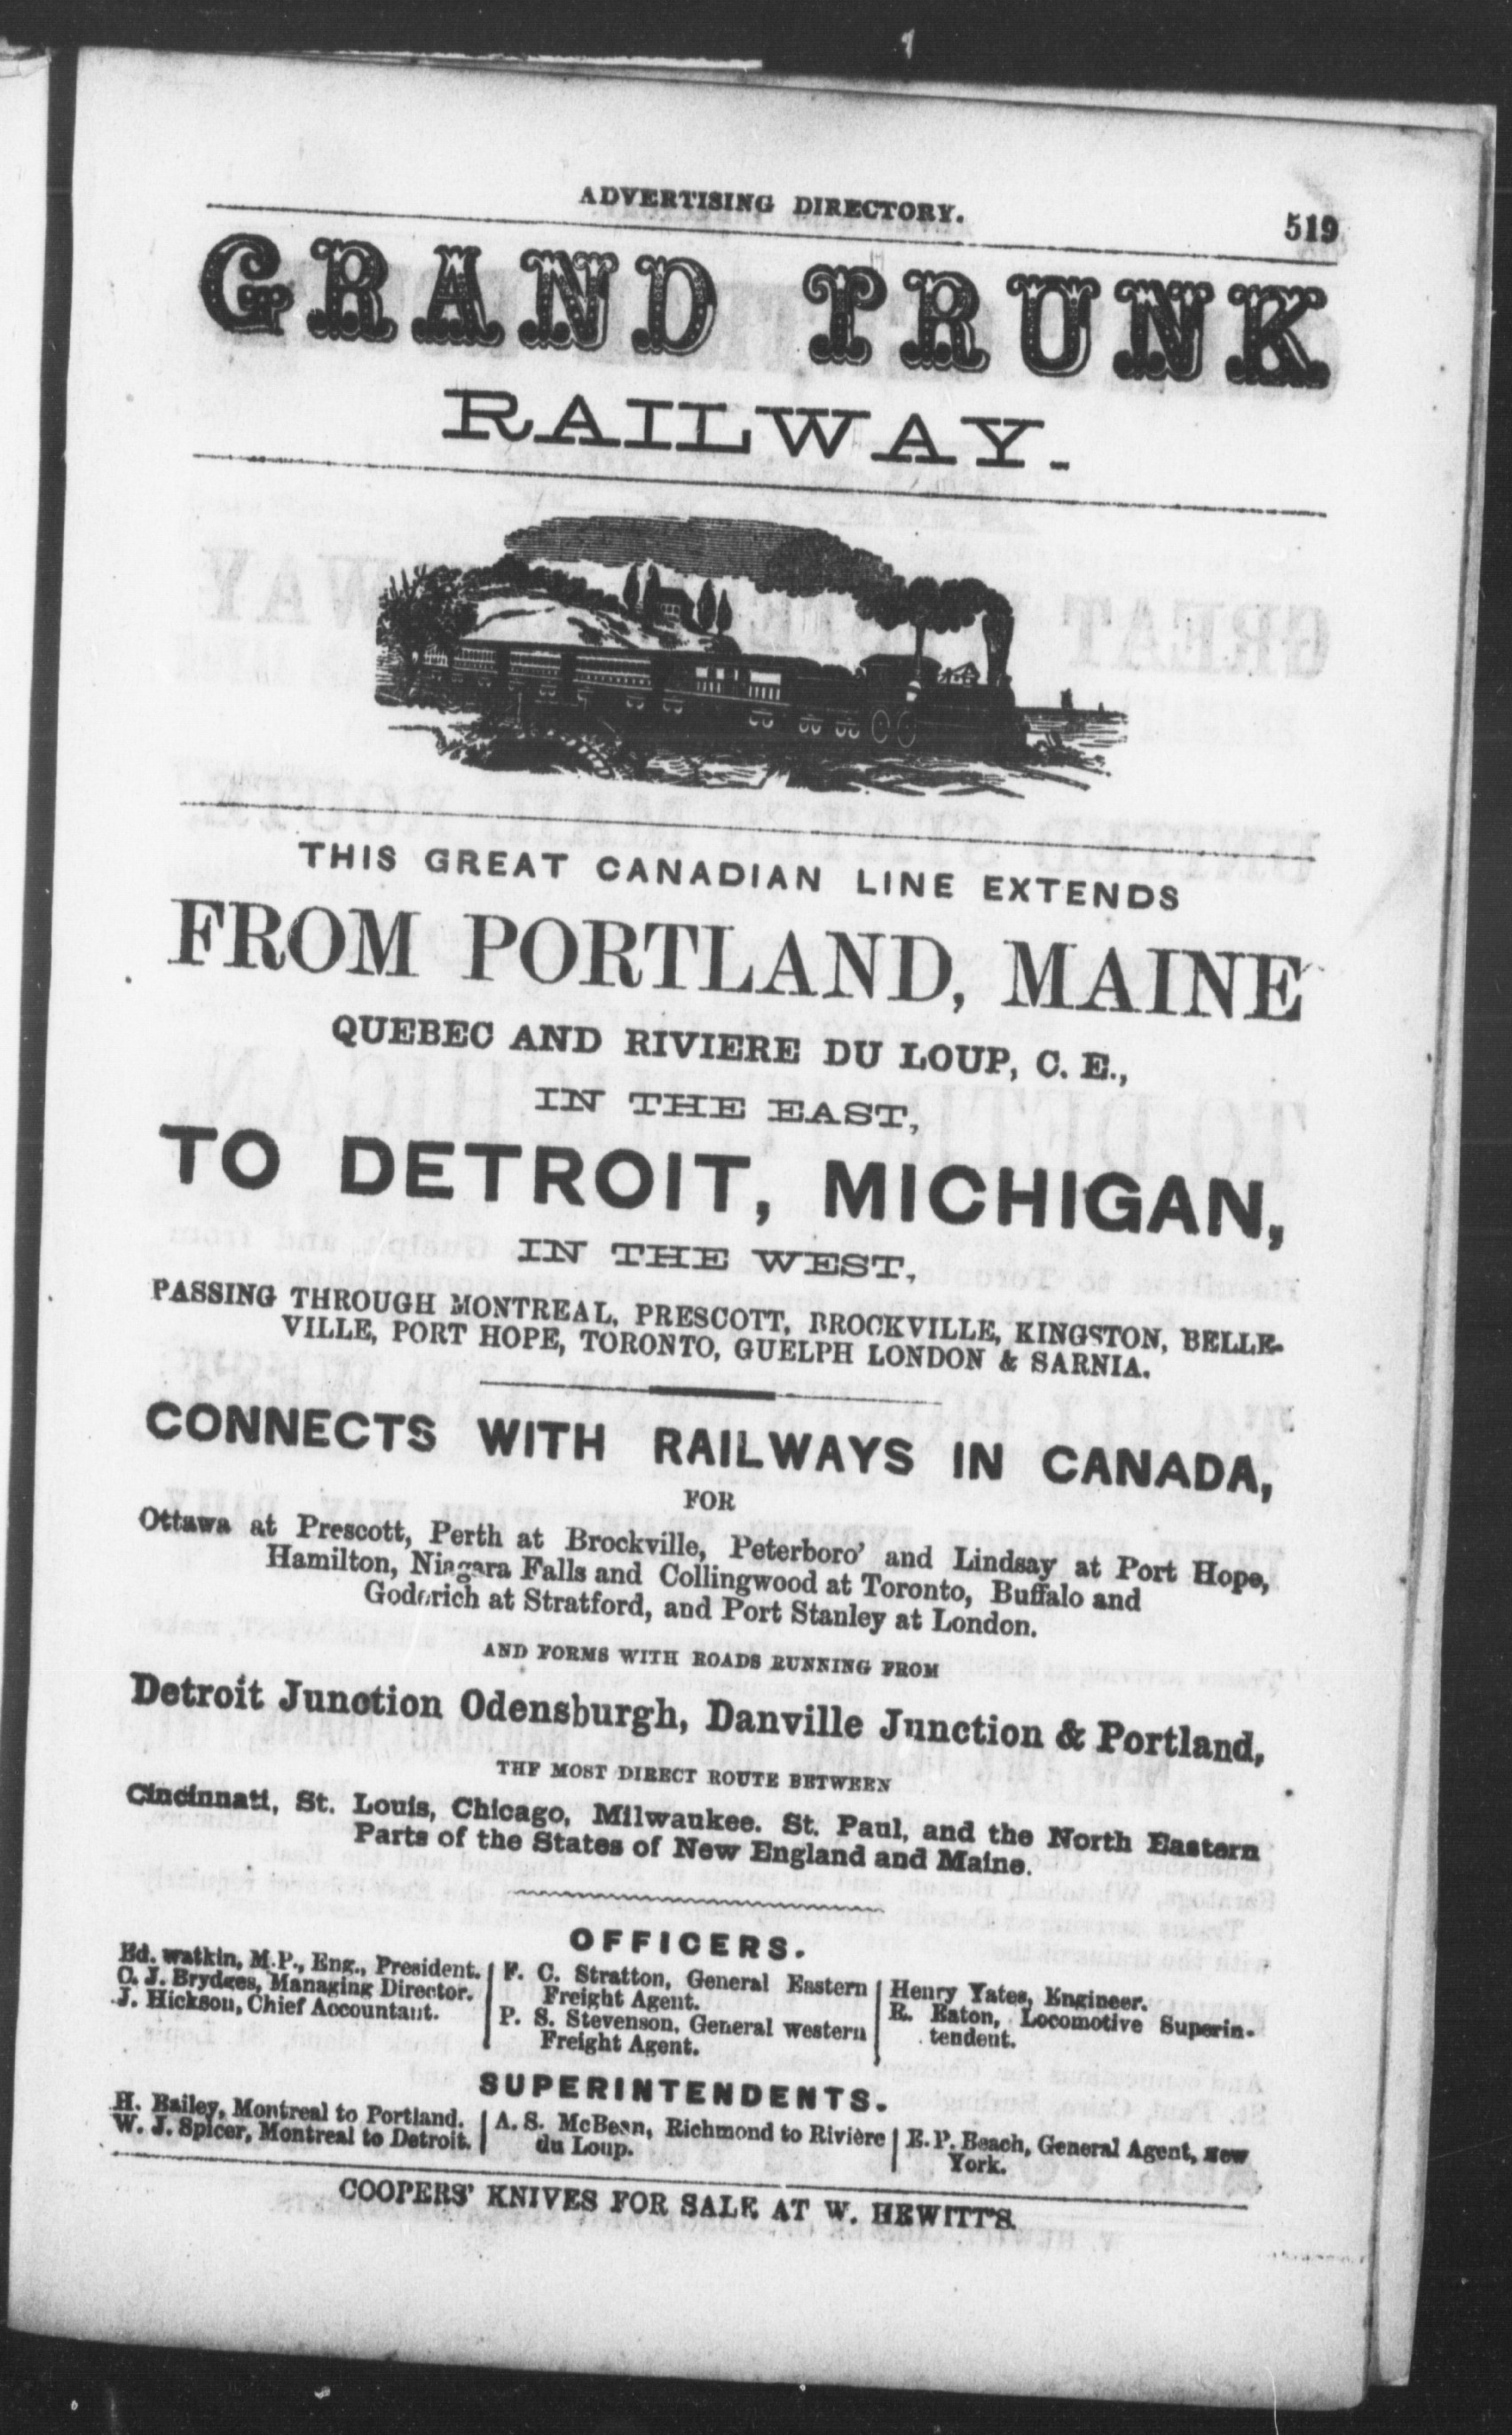 ADVERTISING DIRECTORY.
519
GRAND TRUNK
RAILWAY.
THIS GREAT CANADIAN LINE EXTENDS
FROM PORTLAND, MAINE
QUEBEC AND RIVIERE DU LOUP, C. E.,
IN THE EAST,
TO DETROIT, MICHIGAN,
IN THE WEST,
PASSING THROUGH MONTREAL, PRESCOTT, BROCKVILLE, KINGSTON, BELLE-
VILLE, PORT HOPE, TORONTO, GUELPH LONDON & SARNIA.
CONNECTS WITH RAILWAYS IN CANADA,
FOR
Ottawa at Prescott, Perth at Brockville, Peterboro' and Lindsay at Port Hope,
Hamilton, Niagara Falls and Collingwood at Toronto, Buffalo and
Goderich at Stratford, and Port Stanley at London.
AND FORMS WITH ROADS RUNNING FROM
Detroit Junction Odensburgh, Danville Junction & Portland,
THE MOST DIRECT ROUTE BETWEEN
Cincinnati, St. Louis, Chicago, Milwaukee. St. Paul, and the North Eastern
Parts of the States of New England and Maine.
OFFICERS.
Ed. watkin, M.P., Eng., President.
C. J. Brydges, Managing Director.
J. Hickson, Chief Accountant.
F. C. Stratton, General Eastern
Freight Agent.
P. S. Stevenson, General western
Freight Agent.
Henry Yates, Engineer.
R. Eaton, Locomotive Superin-
tendent.
SUPERINTENDENTS.
H. Bailey, Montreal to Portland.
W. J. Spicer, Montreal to Detroit.
A. S. McBean, Richmond to Rivière
du Loup.
E. P. Beach, General Agent, New
York.
COOPERS' KNIVES FOR SALE AT W. HEWITT'S.